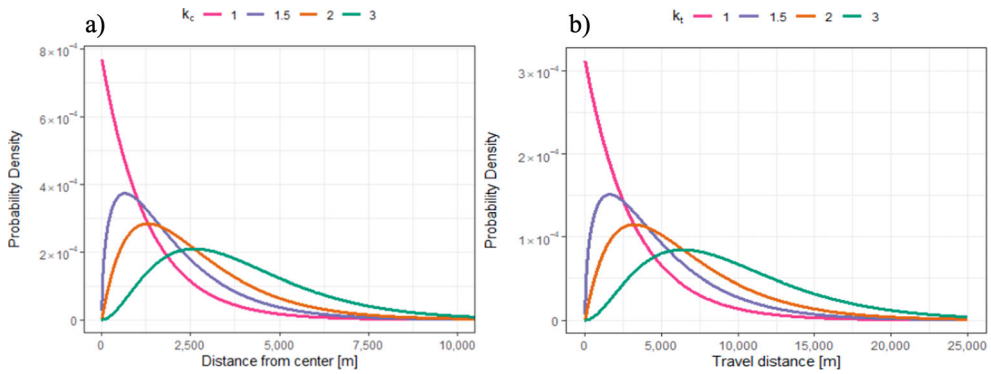 a)
k_c 1 1.5 2 3
Probability Density
8×10⁻⁴
6×10⁻⁴
4×10⁻⁴
2×10⁻⁴
0
0 2,500 5,000 7,500 10,000
Distance from center [m]
b)
k_t 1 1.5 2 3
Probability Density
3×10⁻⁴
2×10⁻⁴
1×10⁻⁴
0
0 5,000 10,000 15,000 20,000 25,000
Travel distance [m]